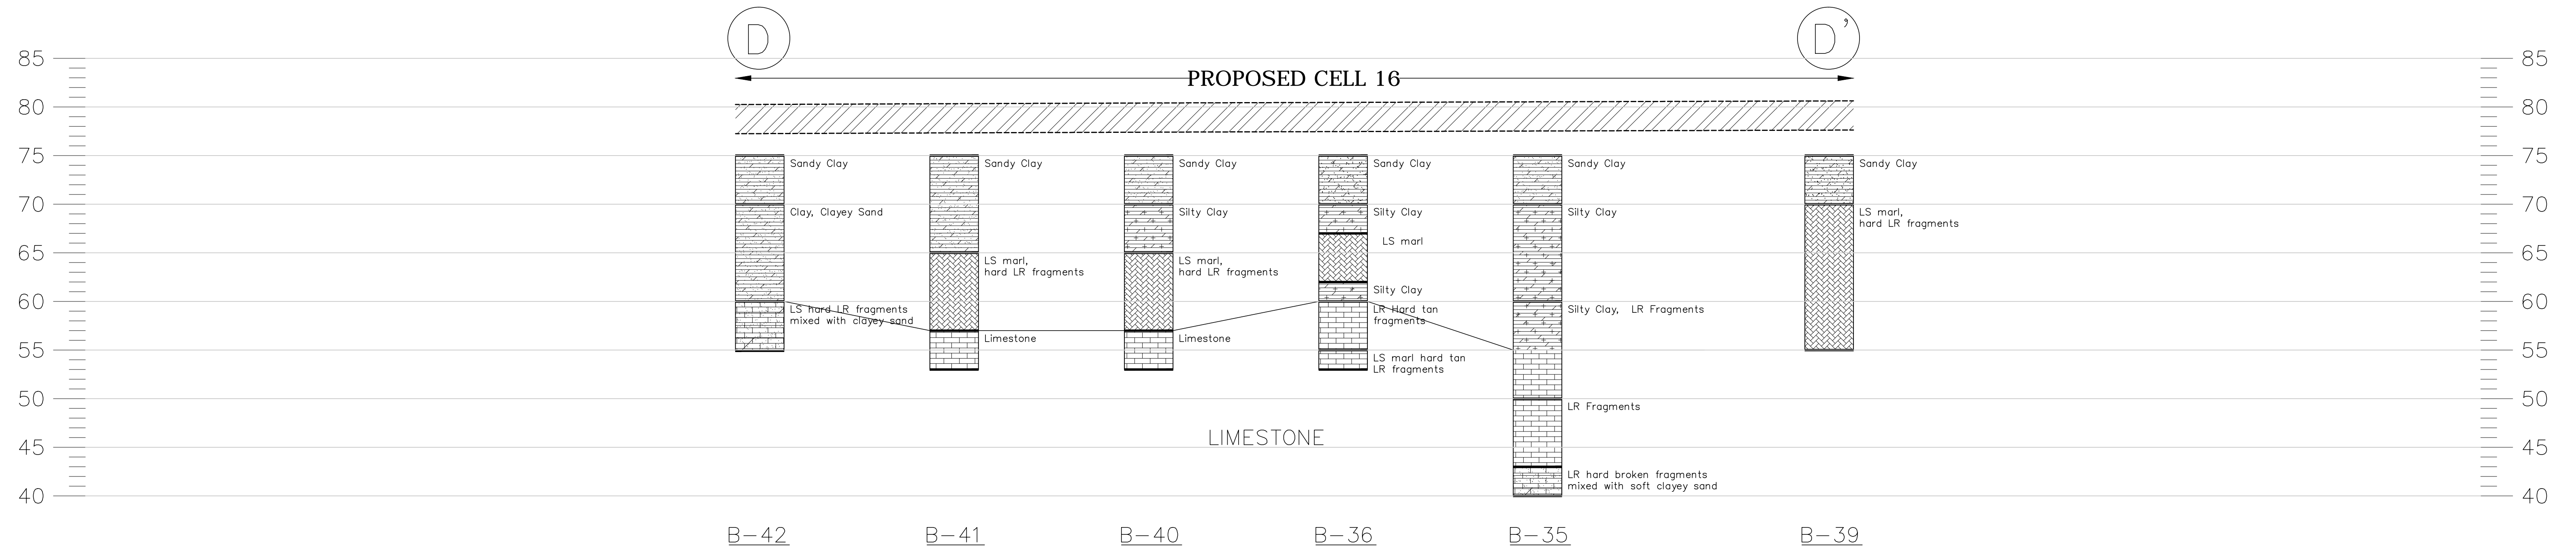 D
D'
PROPOSED CELL 16
85
85
80
80
75
75
Sandy Clay
Sandy Clay
Sandy Clay
Sandy Clay
Sandy Clay
Sandy Clay
70
70
Clay, Clayey Sand
Silty Clay
Silty Clay
Silty Clay
LS marl,
hard LR fragments
LS marl
65
65
LS marl,
hard LR fragments
LS marl,
hard LR fragments
Silty Clay
60
60
LS hard LR fragments
mixed with clayey sand
LR Hard tan
fragments
Silty Clay, LR Fragments
Limestone
Limestone
55
55
LS marl hard tan
LR fragments
50
50
LR Fragments
LIMESTONE
45
45
LR hard broken fragments
mixed with soft clayey sand
40
40
B-42
B-41
B-40
B-36
B-35
B-39